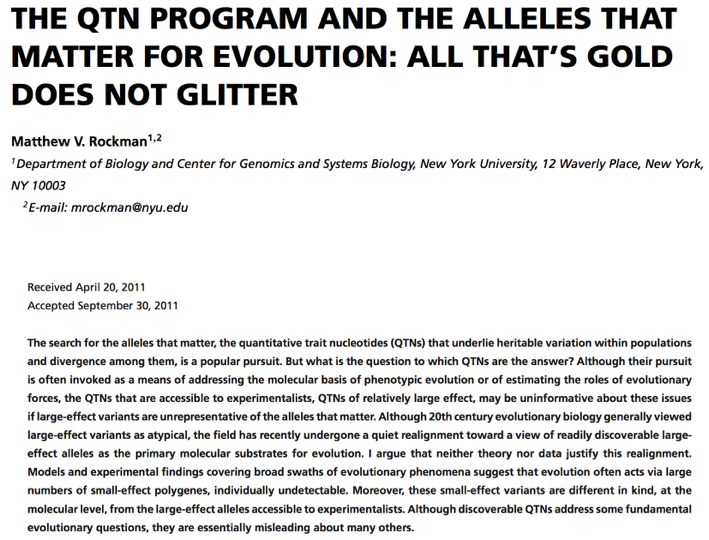 THE QTN PROGRAM AND THE ALLELES THAT
MATTER FOR EVOLUTION: ALL THAT'S GOLD
DOES NOT GLITTER
Matthew V. Rockman1,2
1Department of Biology and Center for Genomics and Systems Biology, New York University, 12 Waverly Place, New York,
NY 10003
2E-mail: mrockman@nyu.edu
Received April 20, 2011
Accepted September 30, 2011
The search for the alleles that matter, the quantitative trait nucleotides (QTNs) that underlie heritable variation within populations
and divergence among them, is a popular pursuit. But what is the question to which QTNs are the answer? Although their pursuit
is often invoked as a means of addressing the molecular basis of phenotypic evolution or of estimating the roles of evolutionary
forces, the QTNs that are accessible to experimentalists, QTNs of relatively large effect, may be uninformative about these issues
if large-effect variants are unrepresentative of the alleles that matter. Although 20th century evolutionary biology generally viewed
large-effect variants as atypical, the field has recently undergone a quiet realignment toward a view of readily discoverable large-
effect alleles as the primary molecular substrates for evolution. I argue that neither theory nor data justify this realignment.
Models and experimental findings covering broad swaths of evolutionary phenomena suggest that evolution often acts via large
numbers of small-effect polygenes, individually undetectable. Moreover, these small-effect variants are different in kind, at the
molecular level, from the large-effect alleles accessible to experimentalists. Although discoverable QTNs address some fundamental
evolutionary questions, they are essentially misleading about many others.